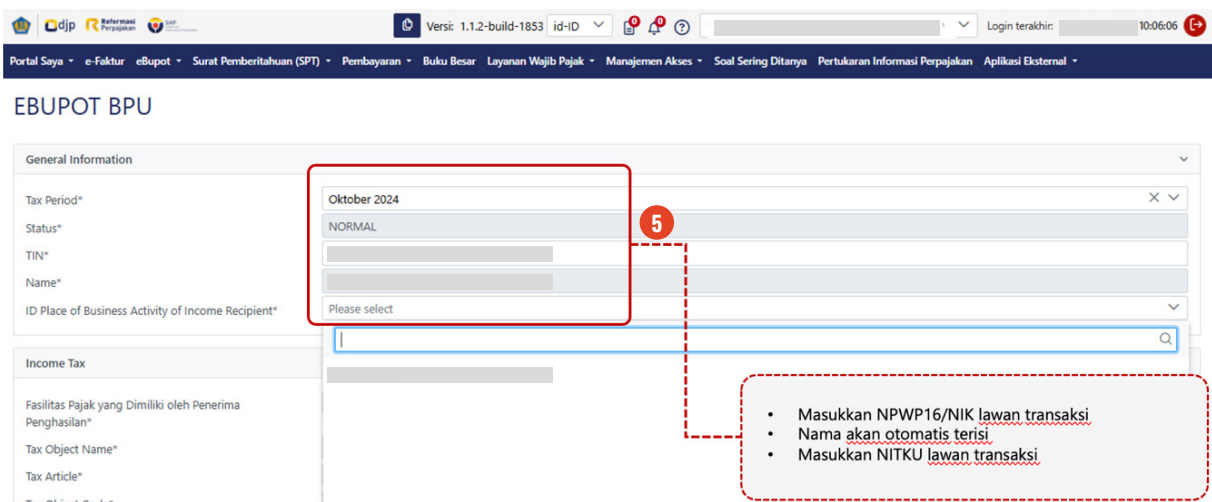 djp Reformasi Perpajakan Versi: 1.1.2-build-1853 id-ID 0 0 ? Login terakhir: 10:06:06
Portal Saya e-Faktur eBupot Surat Pemberitahuan (SPT) Pembayaran Buku Besar Layanan Wajib Pajak Manajemen Akses Soal Sering Ditanya Pertukaran Informasi Perpajakan Aplikasi Eksternal
EBUPOT BPU
General Information
Tax Period* Oktober 2024
5
Status* NORMAL
TIN*
Name*
ID Place of Business Activity of Income Recipient* Please select
Income Tax
Fasilitas Pajak yang Dimiliki oleh Penerima
Penghasilan*
Tax Object Name*
Tax Article*
• Masukkan NPWP16/NIK lawan transaksi
• Nama akan otomatis terisi
• Masukkan NITKU lawan transaksi